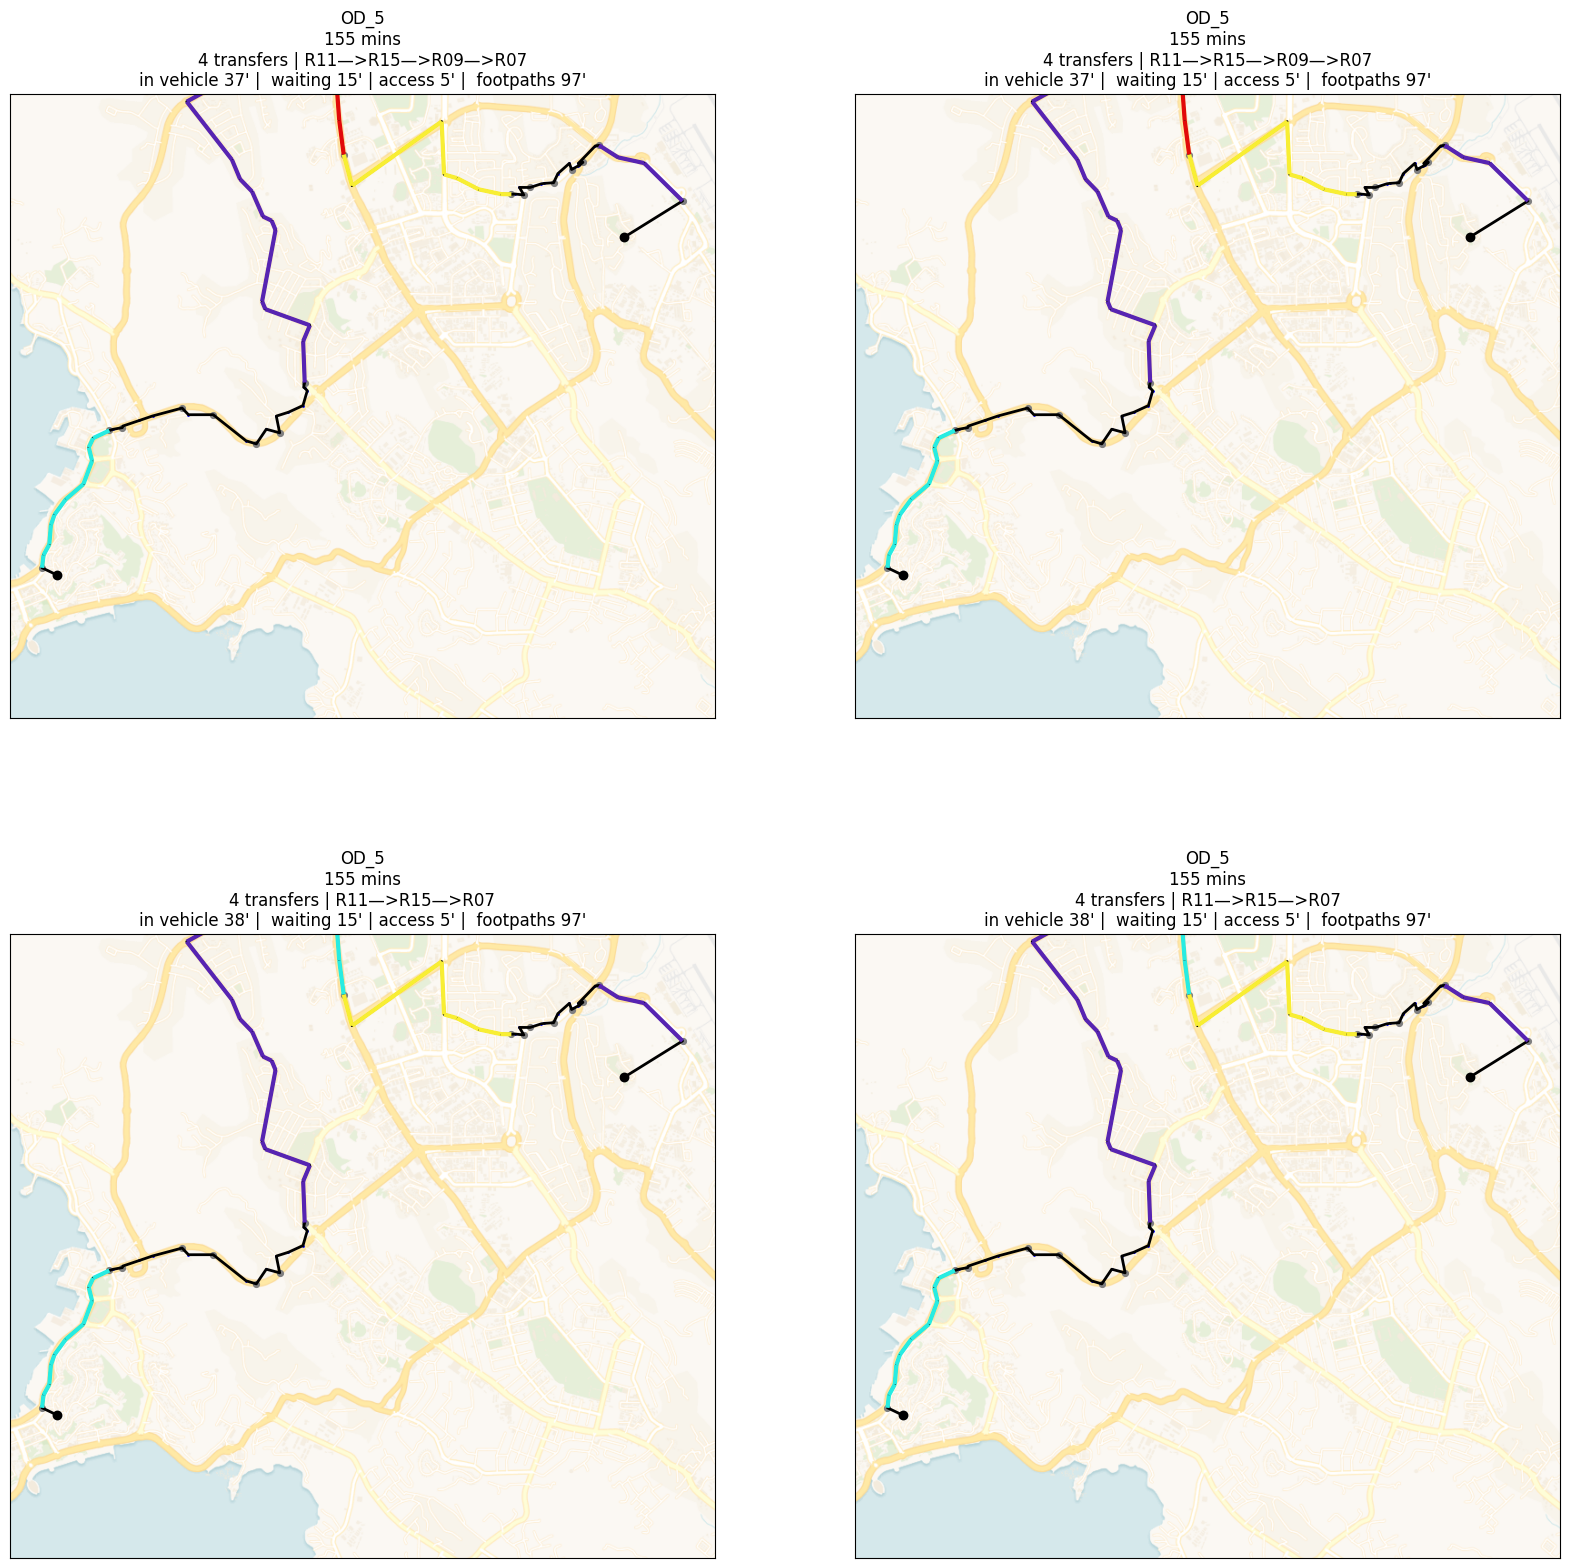 OD_5
155 mins
4 transfers | R11—>R15—>R09—>R07
in vehicle 37' |  waiting 15' | access 5' |  footpaths 97'
OD_5
155 mins
4 transfers | R11—>R15—>R09—>R07
in vehicle 37' |  waiting 15' | access 5' |  footpaths 97'
OD_5
155 mins
4 transfers | R11—>R15—>R07
in vehicle 38' |  waiting 15' | access 5' |  footpaths 97'
OD_5
155 mins
4 transfers | R11—>R15—>R07
in vehicle 38' |  waiting 15' | access 5' |  footpaths 97'